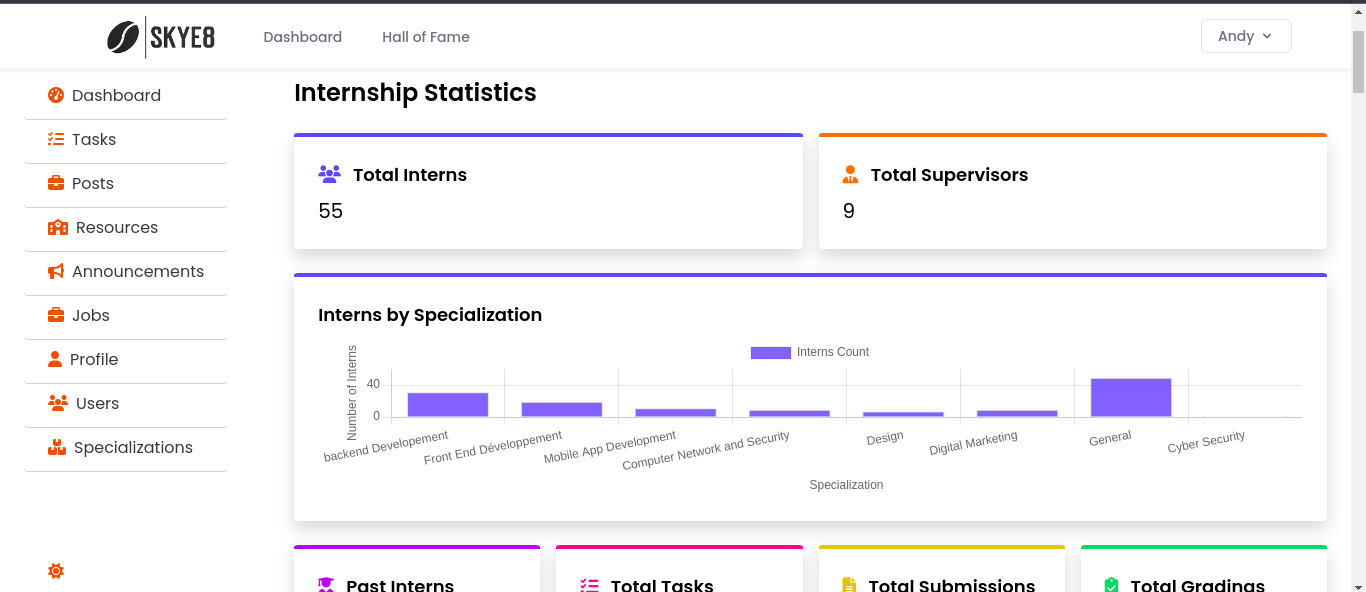 SKYE8
Dashboard
Hall of Fame
Andy
Dashboard
Tasks
Posts
Resources
Announcements
Jobs
Profile
Users
Specializations
Internship Statistics
Total Interns
55
Total Supervisors
9
Interns by Specialization
Interns Count
Number of Interns
40
0
backend Developement
Front End Développement
Mobile App Development
Computer Network and Security
Design
Digital Marketing
General
Cyber Security
Specialization
Past Interns
Total Tasks
Total Submissions
Total Gradings